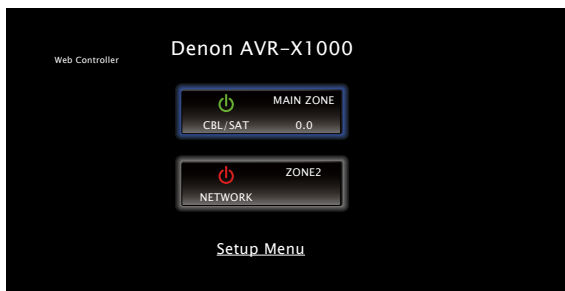 Denon AVR-X1000
Web Controller
MAIN ZONE
CBL/SAT 0.0
ZONE2
NETWORK
Setup Menu